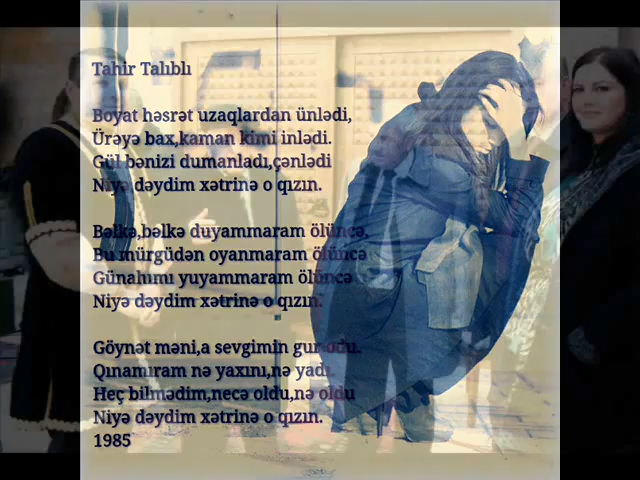 Tahir Talıblı
Boyat həsrət uzaqlardan ünlədi,
Ürəyə bax,kaman kimi inlədi.
Gül bənizi dumanladı,çənlədi
Niyə dəydim xətrinə o qızın.
Bəlkə,bəlkə duyammaram ölüncə,
Bu mürgüdən oyanmaram ölüncə
Günahımı yuyammaram ölüncə
Niyə dəydim xətrinə o qızın.
Göynət məni,a sevgimin gur odu.
Qınamıram nə yaxını,nə yadı.
Heç bilmədim,necə oldu,nə oldu
Niyə dəydim xətrinə o qızın.
1985